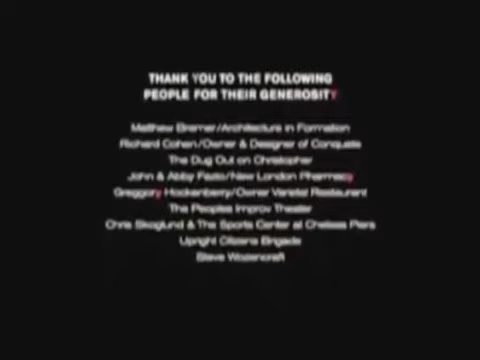 THANK YOU TO THE FOLLOWING
PEOPLE FOR THEIR GENEROSITY
Matthew Bremer/Architecture in Formation
Richard Cohen/Owner & Designer of Conquete
The Dug Out on Christopher
John & Abby Fazio/New London Pharmacy
Greggory Hockenberry/Owner Varietal Restaurant
The Peoples Improv Theater
Chris Skoglund & The Sports Center at Chelsea Piers
Upright Citizens Brigade
Steve Wozencraft